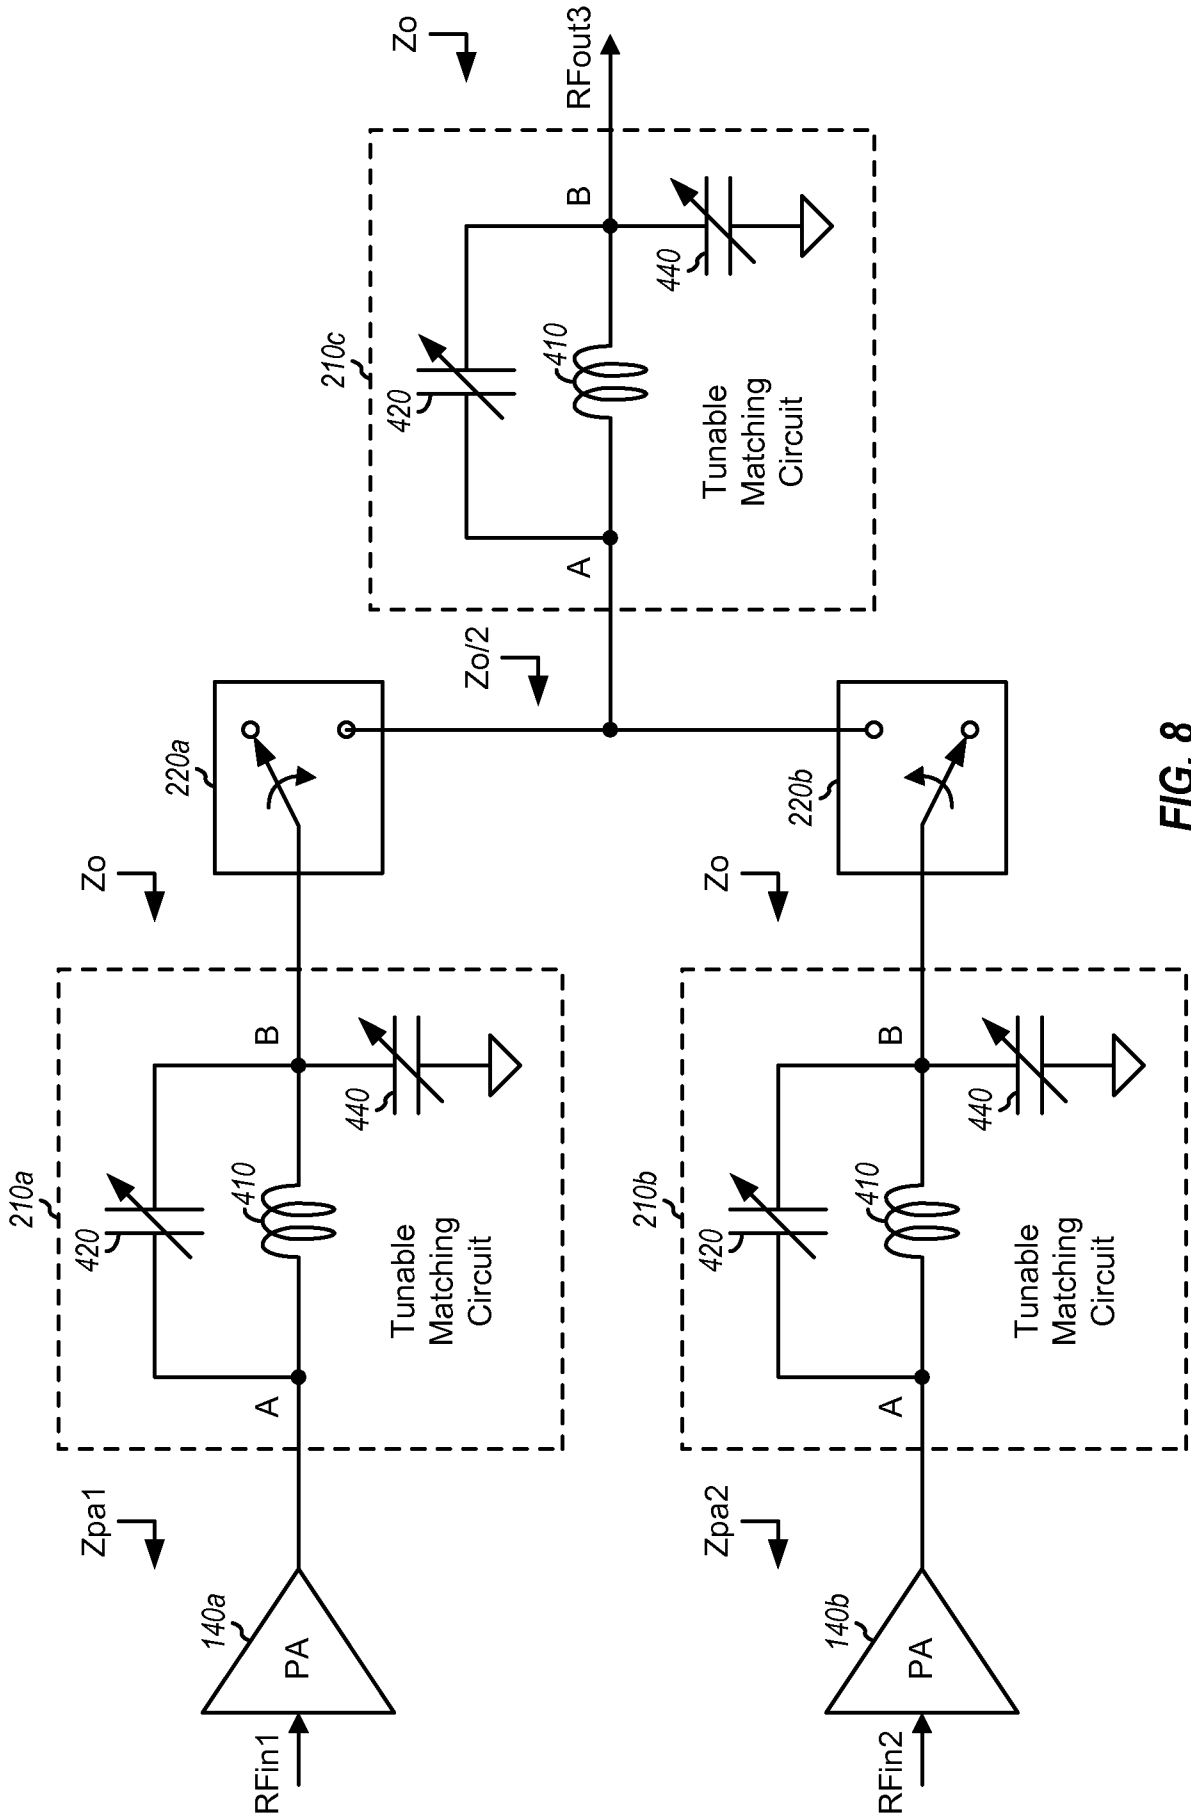 RFin1
PA
140a
Zpa1
210a
A
420
410
B
440
Tunable
Matching
Circuit
Zo
220a
RFin2
PA
140b
Zpa2
210b
A
420
410
B
440
Tunable
Matching
Circuit
Zo
220b
Zo/2
210c
A
420
410
B
440
Tunable
Matching
Circuit
Zo
RFout3
FIG. 8